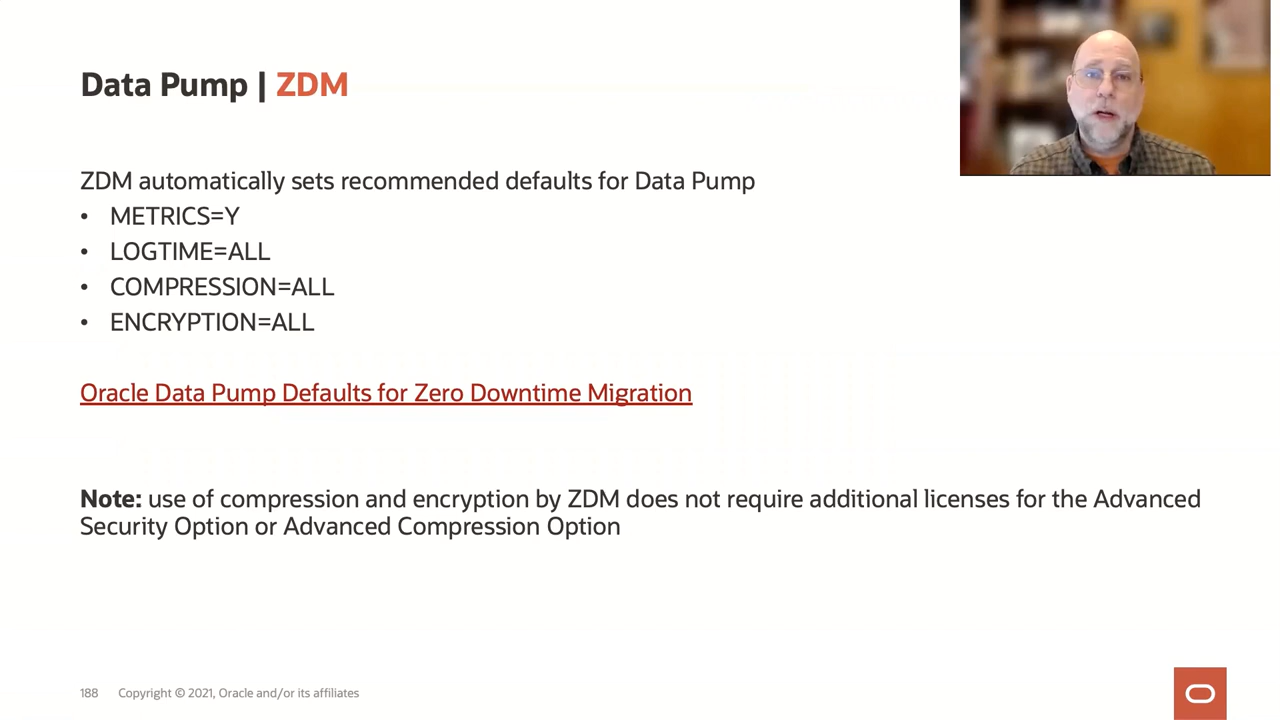 Data Pump | ZDM
ZDM automatically sets recommended defaults for Data Pump
• METRICS=Y
• LOGTIME=ALL
• COMPRESSION=ALL
• ENCRYPTION=ALL
Oracle Data Pump Defaults for Zero Downtime Migration
Note: use of compression and encryption by ZDM does not require additional licenses for the Advanced
Security Option or Advanced Compression Option
188 Copyright © 2021, Oracle and/or its affiliates